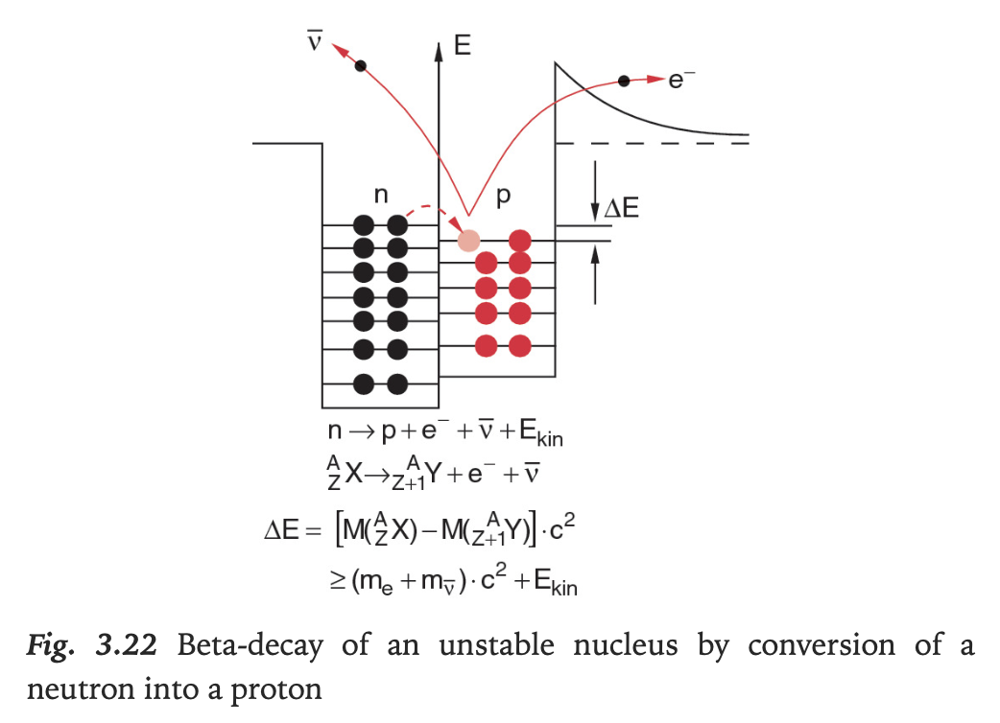 ν̅
E
e⁻
n
p
ΔE
n → p + e⁻ + ν̅ + E_kin
^A_Z X → ^A_{Z+1} Y + e⁻ + ν̅
ΔE = [M(^A_Z X) − M(^A_{Z+1} Y)] · c²
≥ (m_e + m_ν̅) · c² + E_kin
Fig. 3.22 Beta-decay of an unstable nucleus by conversion of a
neutron into a proton